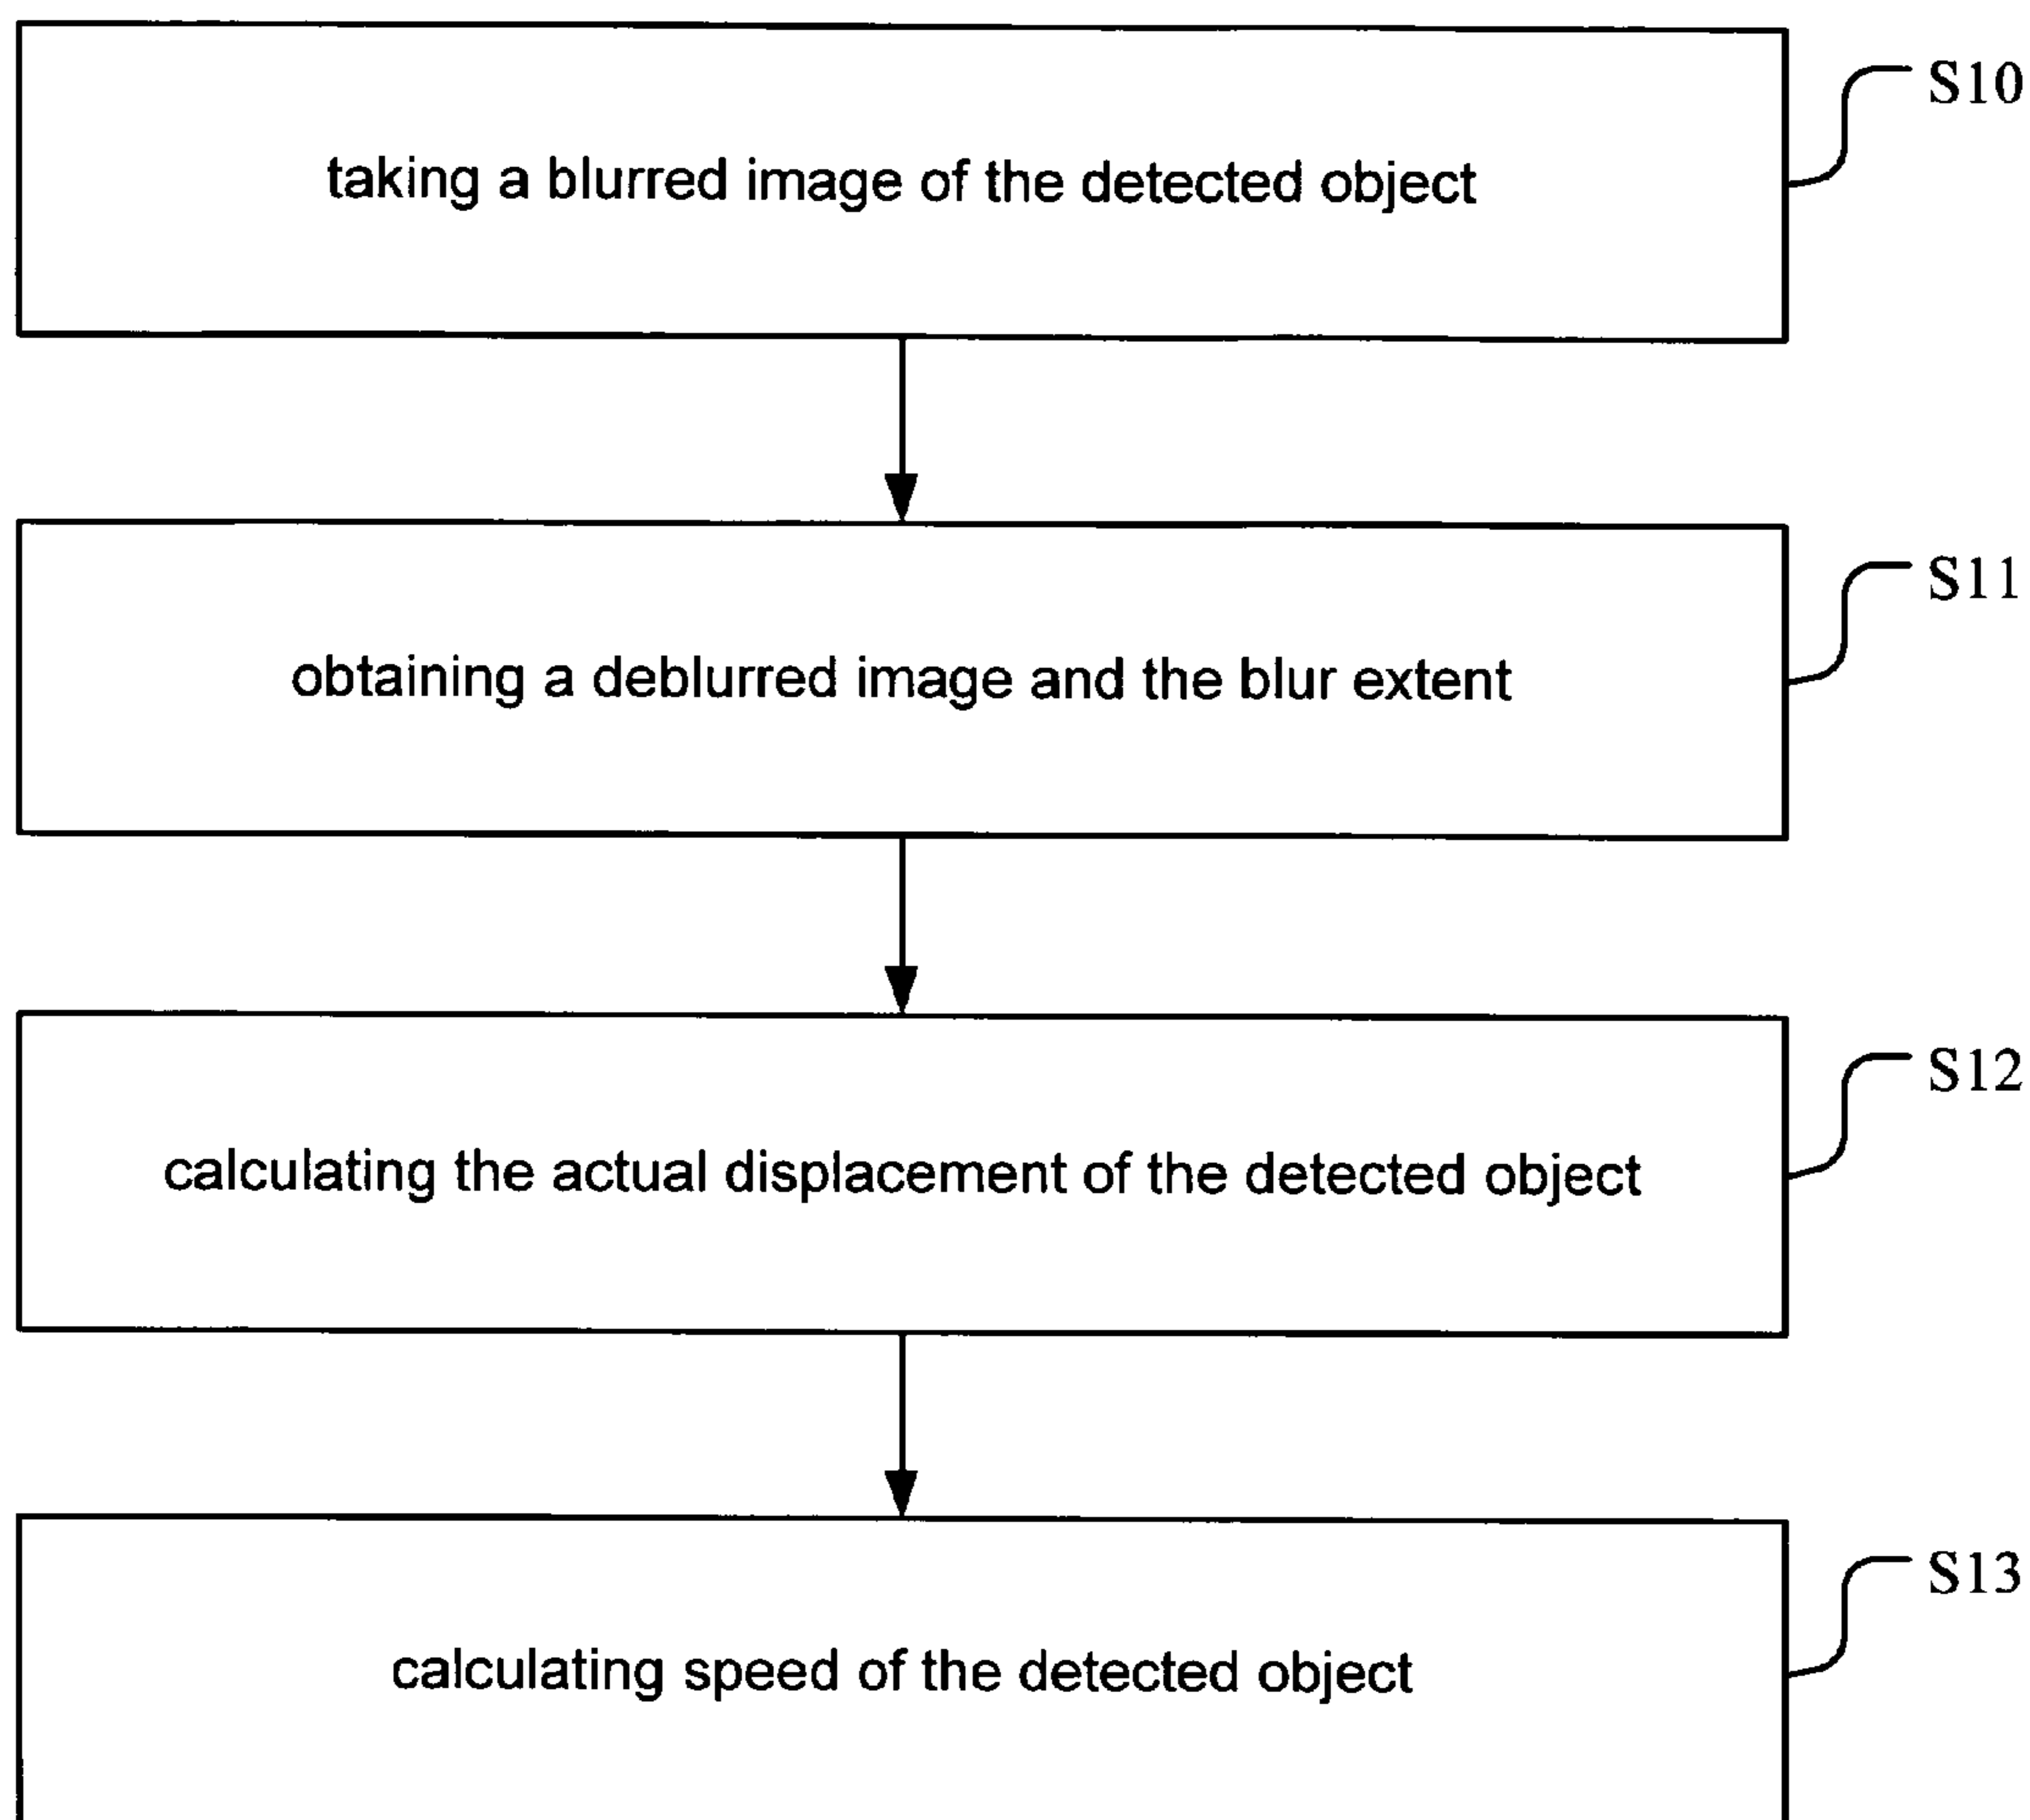 S10
taking a blurred image of the detected object
S11
obtaining a deblurred image and the blur extent
S12
calculating the actual displacement of the detected object
S13
calculating speed of the detected object